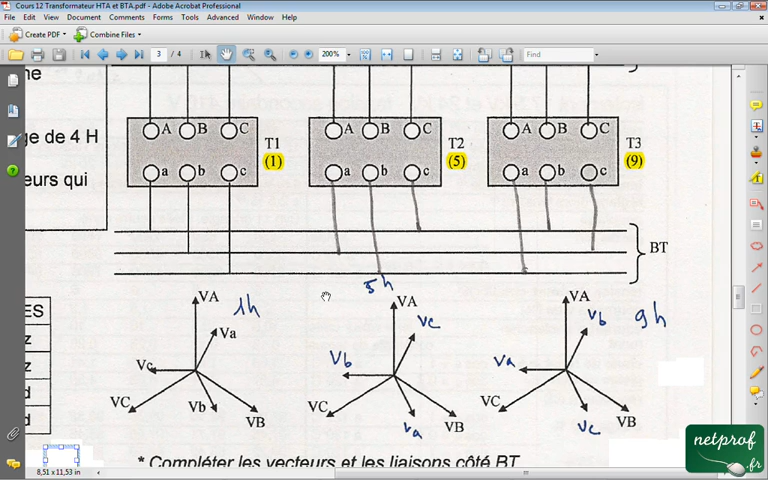 Cours 12 Transformateur HTA et BTA.pdf - Adobe Acrobat Professional
File Edit View Document Comments Forms Tools Advanced Window Help
Create PDF Combine Files
3 / 4 200% Find
ne
ge de 4 H
eurs qui
A B C
a b c
T1
(1)
A B C
a b c
T2
(5)
A B C
a b c
T3
(9)
BT
ES
z
z
d
d
VA 1h
Va
Vc
VC Vb VB
5h
VA
Vc
Vb
VC Va VB
VA 9h
Vb
Va
VC Vc VB
* Compléter les vecteurs et les liaisons côté BT
8,51 x 11,53 in
netprof
.fr